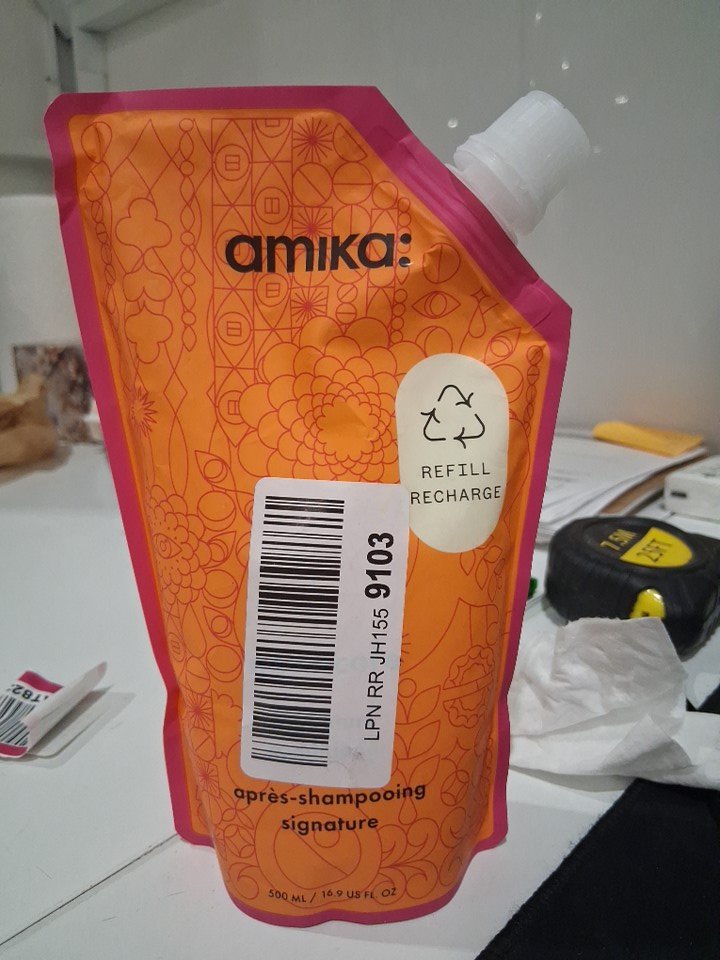 amika:
REFILL
RECHARGE
LPN RR JH155 9103
après-shampooing
signature
500 ML / 16.9 US FL. OZ
7.5M
25FT